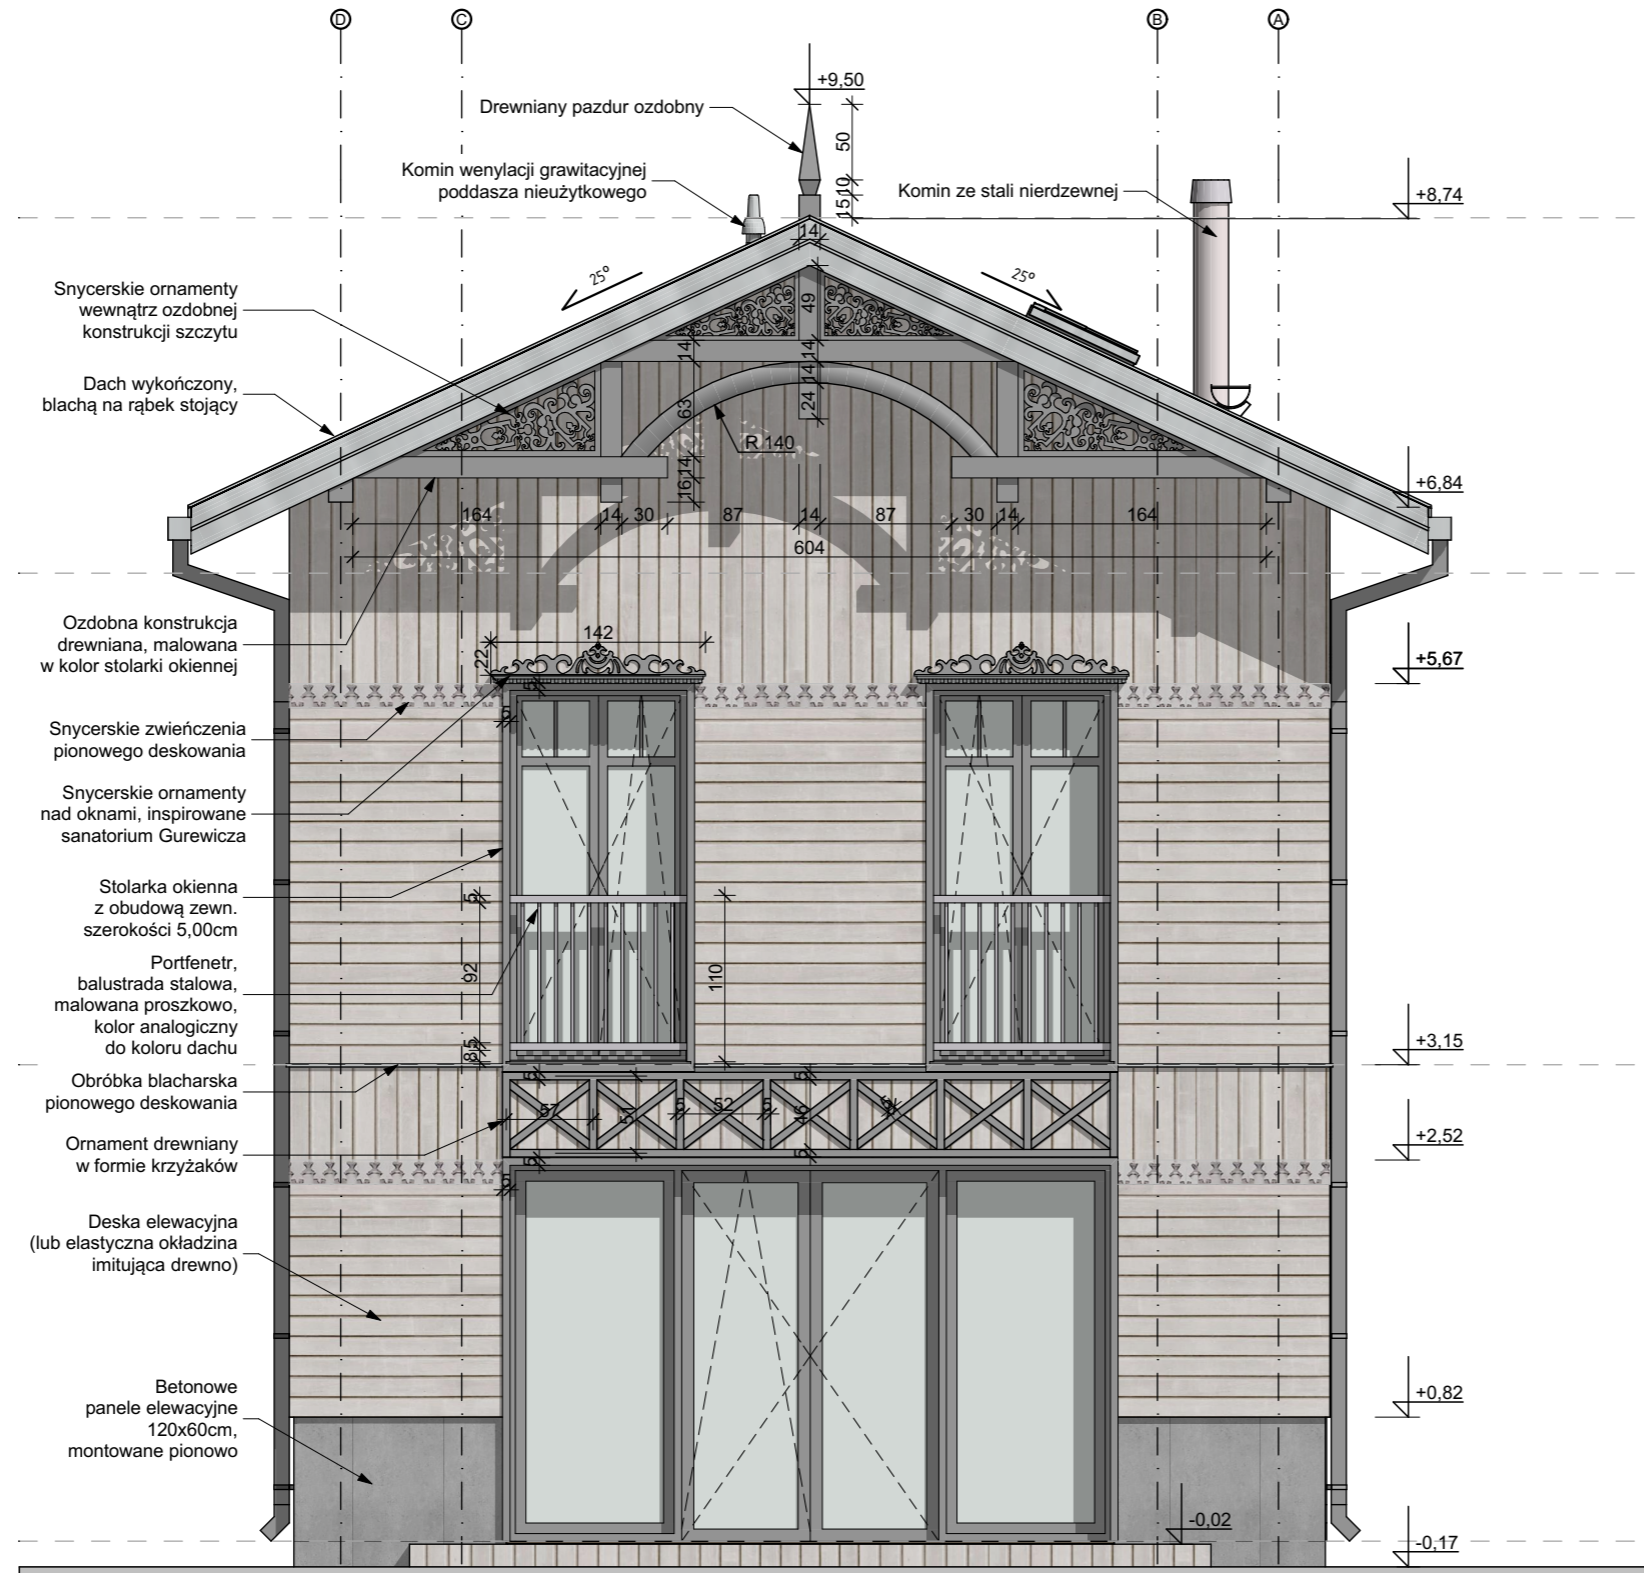 D
C
B
A
+9,50
Drewniany pazdur ozdobny
50
Komin wenylacji grawitacyjnej
poddasza nieużytkowego
10
Komin ze stali nierdzewnej
15
+8,74
14
25°
25°
Snycerskie ornamenty
wewnątrz ozdobnej
konstrukcji szczytu
49
14
14
Dach wykończony,
blachą na rąbek stojący
14
24
63
R 140
14
16
+6,84
164
14
30
87
14
87
30
14
164
604
Ozdobna konstrukcja
drewniana, malowana
w kolor stolarki okiennej
142
22
+5,67
5
5
Snycerskie zwieńczenia
pionowego deskowania
Snycerskie ornamenty
nad oknami, inspirowane
sanatorium Gurewicza
Stolarka okienna
z obudową zewn.
szerokości 5,00cm
5
92
110
Portfenetr,
balustrada stalowa,
malowana proszkowo,
kolor analogiczny
do koloru dachu
5
8
+3,15
Obróbka blacharska
pionowego deskowania
5
5
57
51
5
52
5
46
5
+2,52
Ornament drewniany
w formie krzyżaków
5
5
5
Deska elewacyjna
(lub elastyczna okładzina
imitująca drewno)
Betonowe
panele elewacyjne
120x60cm,
montowane pionowo
+0,82
-0,02
-0,17